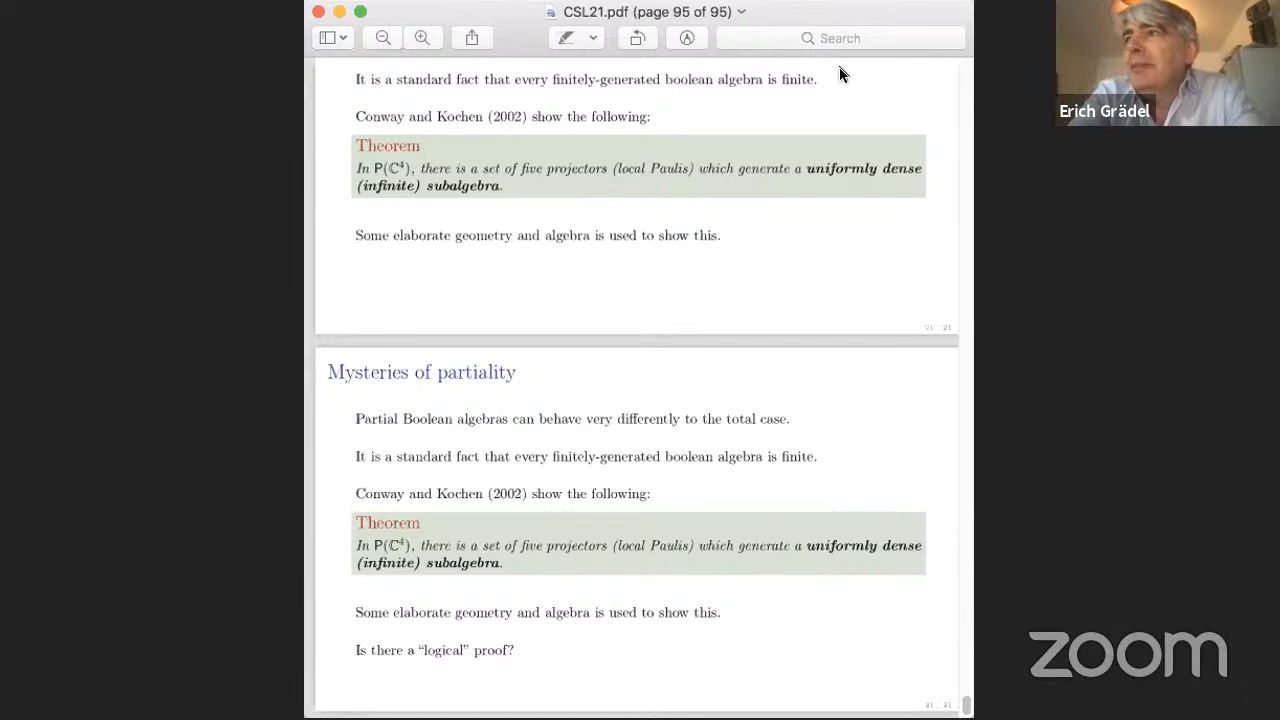 CSL21.pdf (page 95 of 95)
Search
It is a standard fact that every finitely-generated boolean algebra is finite.
Conway and Kochen (2002) show the following:
Theorem
In P(ℂ⁴), there is a set of five projectors (local Paulis) which generate a uniformly dense
(infinite) subalgebra.
Some elaborate geometry and algebra is used to show this.
Mysteries of partiality
Partial Boolean algebras can behave very differently to the total case.
It is a standard fact that every finitely-generated boolean algebra is finite.
Conway and Kochen (2002) show the following:
Theorem
In P(ℂ⁴), there is a set of five projectors (local Paulis) which generate a uniformly dense
(infinite) subalgebra.
Some elaborate geometry and algebra is used to show this.
Is there a “logical” proof?
Erich Grädel
zoom